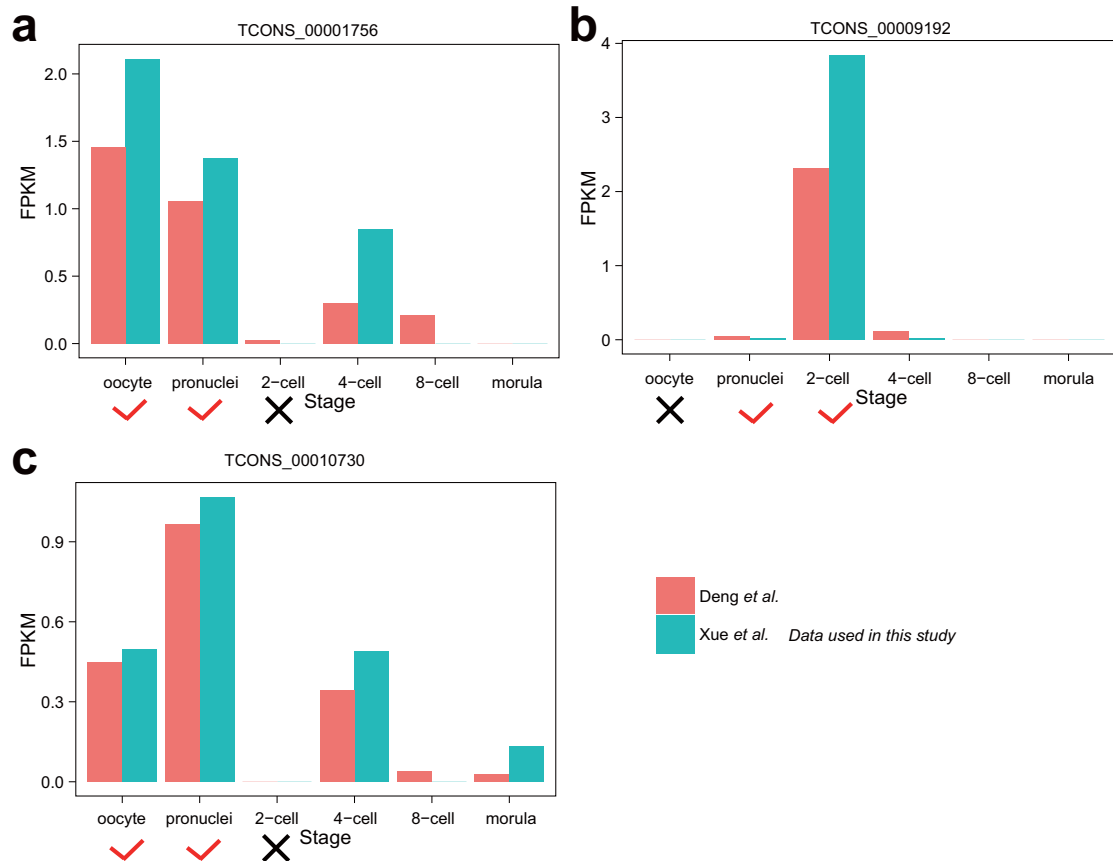 a
TCONS_00001756
FPKM
2.0
1.5
1.0
0.5
0.0
oocyte pronuclei 2-cell 4-cell 8-cell morula
Stage
b
TCONS_00009192
FPKM
4
3
2
1
0
oocyte pronuclei 2-cell 4-cell 8-cell morula
Stage
c
TCONS_00010730
FPKM
0.9
0.6
0.3
0.0
oocyte pronuclei 2-cell 4-cell 8-cell morula
Stage
Deng et al.
Xue et al. Data used in this study